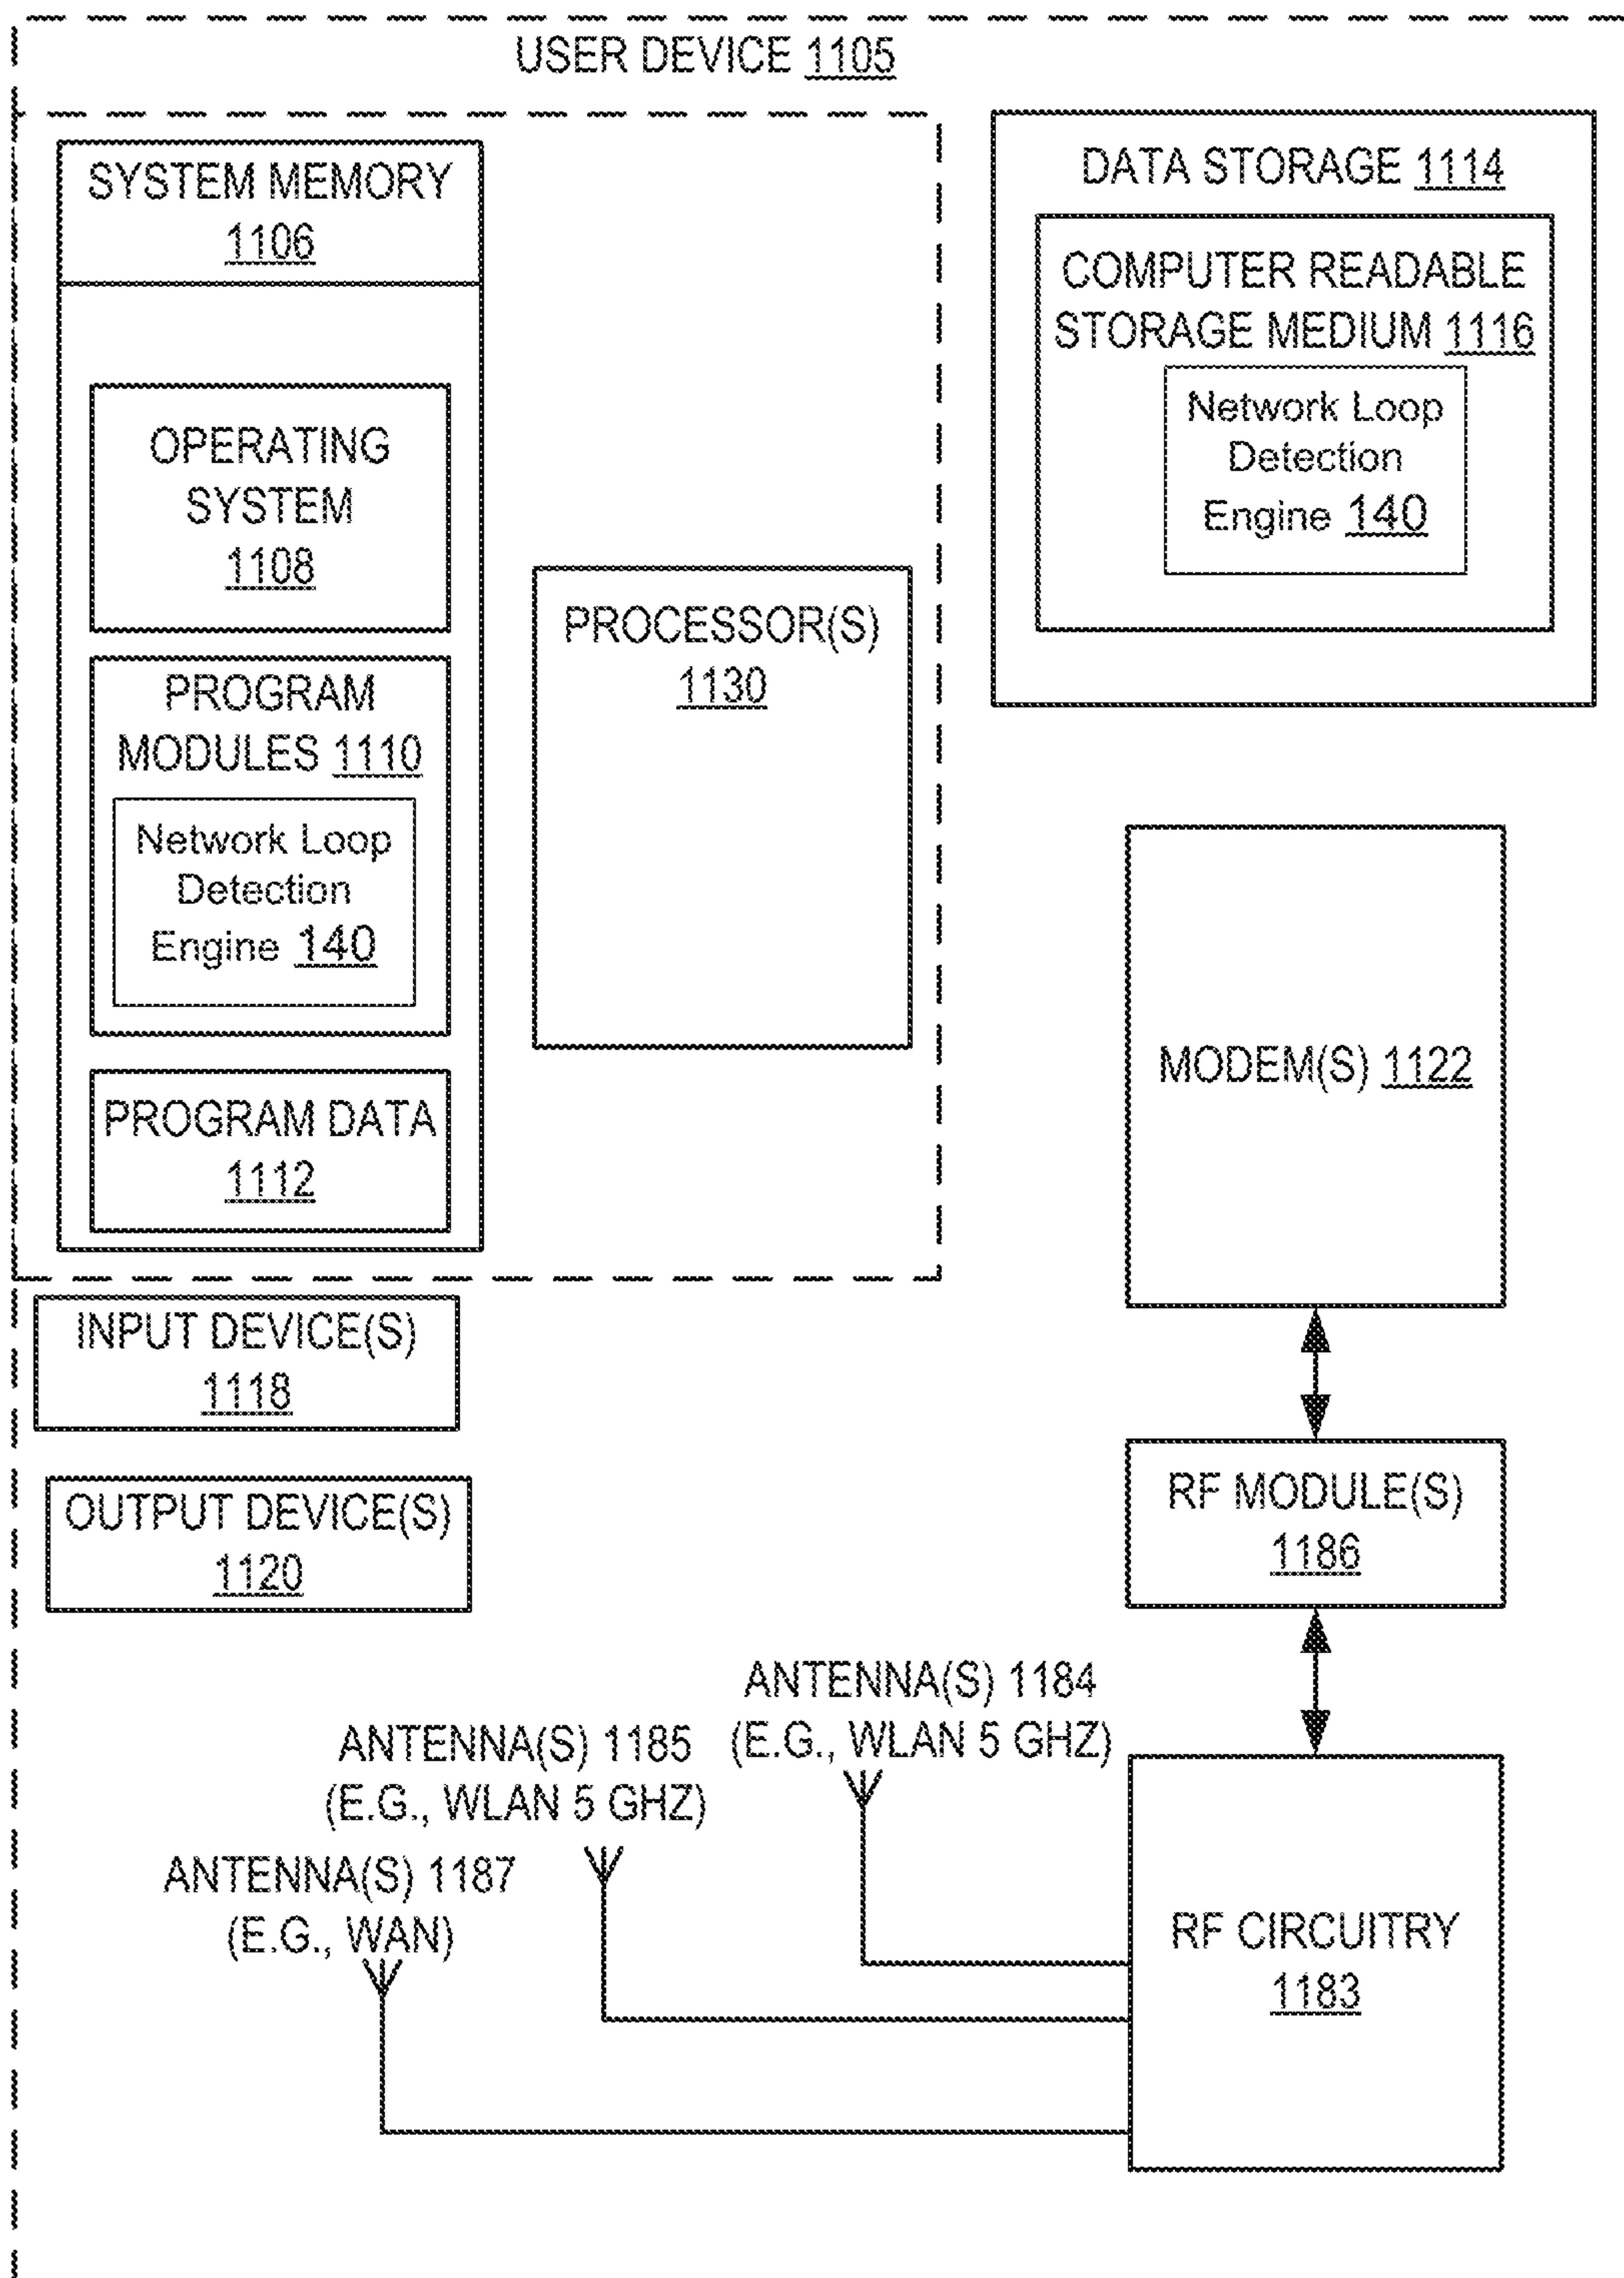 USER DEVICE 1105
SYSTEM MEMORY
1106
OPERATING
SYSTEM
1108
PROGRAM
MODULES 1110
Network Loop
Detection
Engine 140
PROGRAM DATA
1112
PROCESSOR(S)
1130
DATA STORAGE 1114
COMPUTER READABLE
STORAGE MEDIUM 1116
Network Loop
Detection
Engine 140
MODEM(S) 1122
INPUT DEVICE(S)
1118
OUTPUT DEVICE(S)
1120
RF MODULE(S)
1186
ANTENNA(S) 1184
(E.G., WLAN 5 GHZ)
ANTENNA(S) 1185
(E.G., WLAN 5 GHZ)
ANTENNA(S) 1187
(E.G., WAN)
RF CIRCUITRY
1183